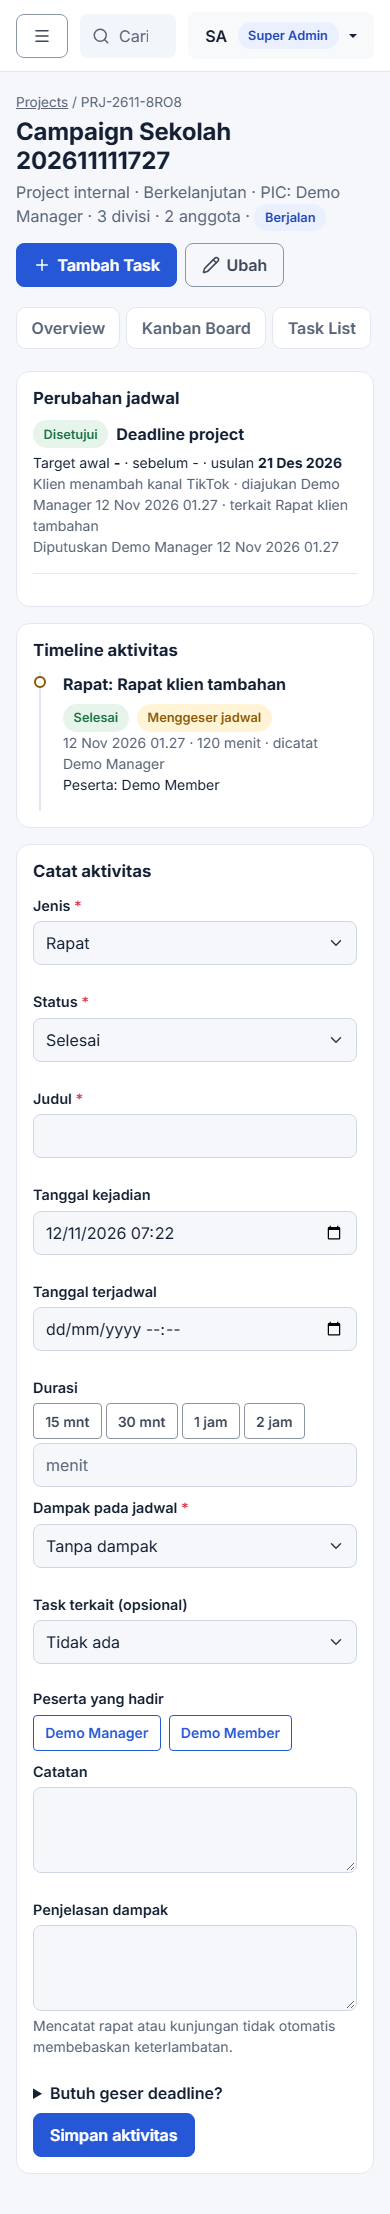 Cari
SA Super Admin
Projects / PRJ-2611-8RO8
Campaign Sekolah
202611111727
Project internal · Berkelanjutan · PIC: Demo
Manager · 3 divisi · 2 anggota · Berjalan
Tambah Task
Ubah
Overview
Kanban Board
Task List
Perubahan jadwal
Disetujui Deadline project
Target awal - · sebelum - · usulan 21 Des 2026
Klien menambah kanal TikTok · diajukan Demo
Manager 12 Nov 2026 01.27 · terkait Rapat klien
tambahan
Diputuskan Demo Manager 12 Nov 2026 01.27
Timeline aktivitas
Rapat: Rapat klien tambahan
Selesai Menggeser jadwal
12 Nov 2026 01.27 · 120 menit · dicatat
Demo Manager
Peserta: Demo Member
Catat aktivitas
Jenis *
Rapat
Status *
Selesai
Judul *
Tanggal kejadian
12/11/2026 07:22
Tanggal terjadwal
dd/mm/yyyy --:--
Durasi
15 mnt
30 mnt
1 jam
2 jam
menit
Dampak pada jadwal *
Tanpa dampak
Task terkait (opsional)
Tidak ada
Peserta yang hadir
Demo Manager
Demo Member
Catatan
Penjelasan dampak
Mencatat rapat atau kunjungan tidak otomatis
membebaskan keterlambatan.
Butuh geser deadline?
Simpan aktivitas